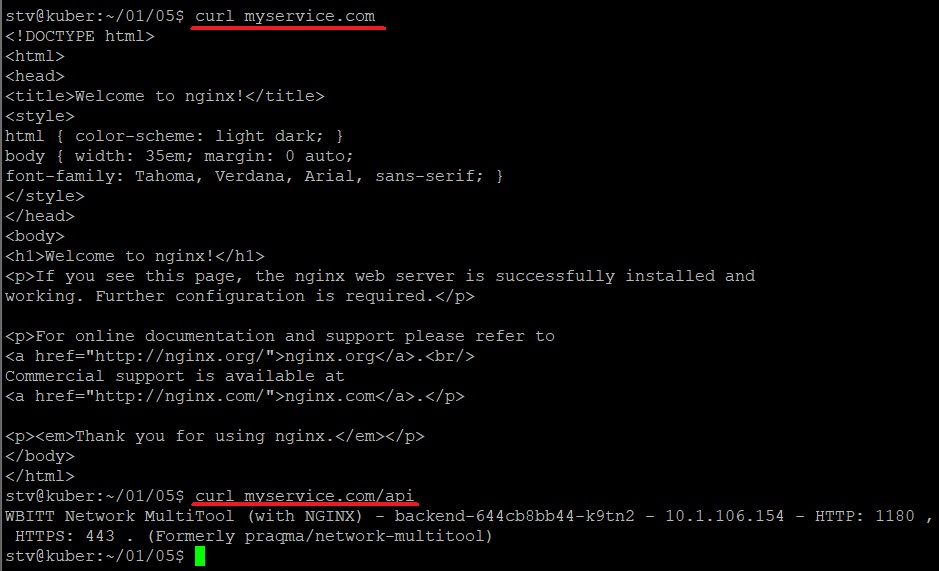 stv@kuber:~/01/05$ curl myservice.com
<!DOCTYPE html>
<html>
<head>
<title>Welcome to nginx!</title>
<style>
html { color-scheme: light dark; }
body { width: 35em; margin: 0 auto;
font-family: Tahoma, Verdana, Arial, sans-serif; }
</style>
</head>
<body>
<h1>Welcome to nginx!</h1>
<p>If you see this page, the nginx web server is successfully installed and
working. Further configuration is required.</p>

<p>For online documentation and support please refer to
<a href="http://nginx.org/">nginx.org</a>.<br/>
Commercial support is available at
<a href="http://nginx.com/">nginx.com</a>.</p>

<p><em>Thank you for using nginx.</em></p>
</body>
</html>
stv@kuber:~/01/05$ curl myservice.com/api
WBITT Network MultiTool (with NGINX) - backend-644cb8bb44-k9tn2 - 10.1.106.154 - HTTP: 1180 ,
 HTTPS: 443 . (Formerly praqma/network-multitool)
stv@kuber:~/01/05$